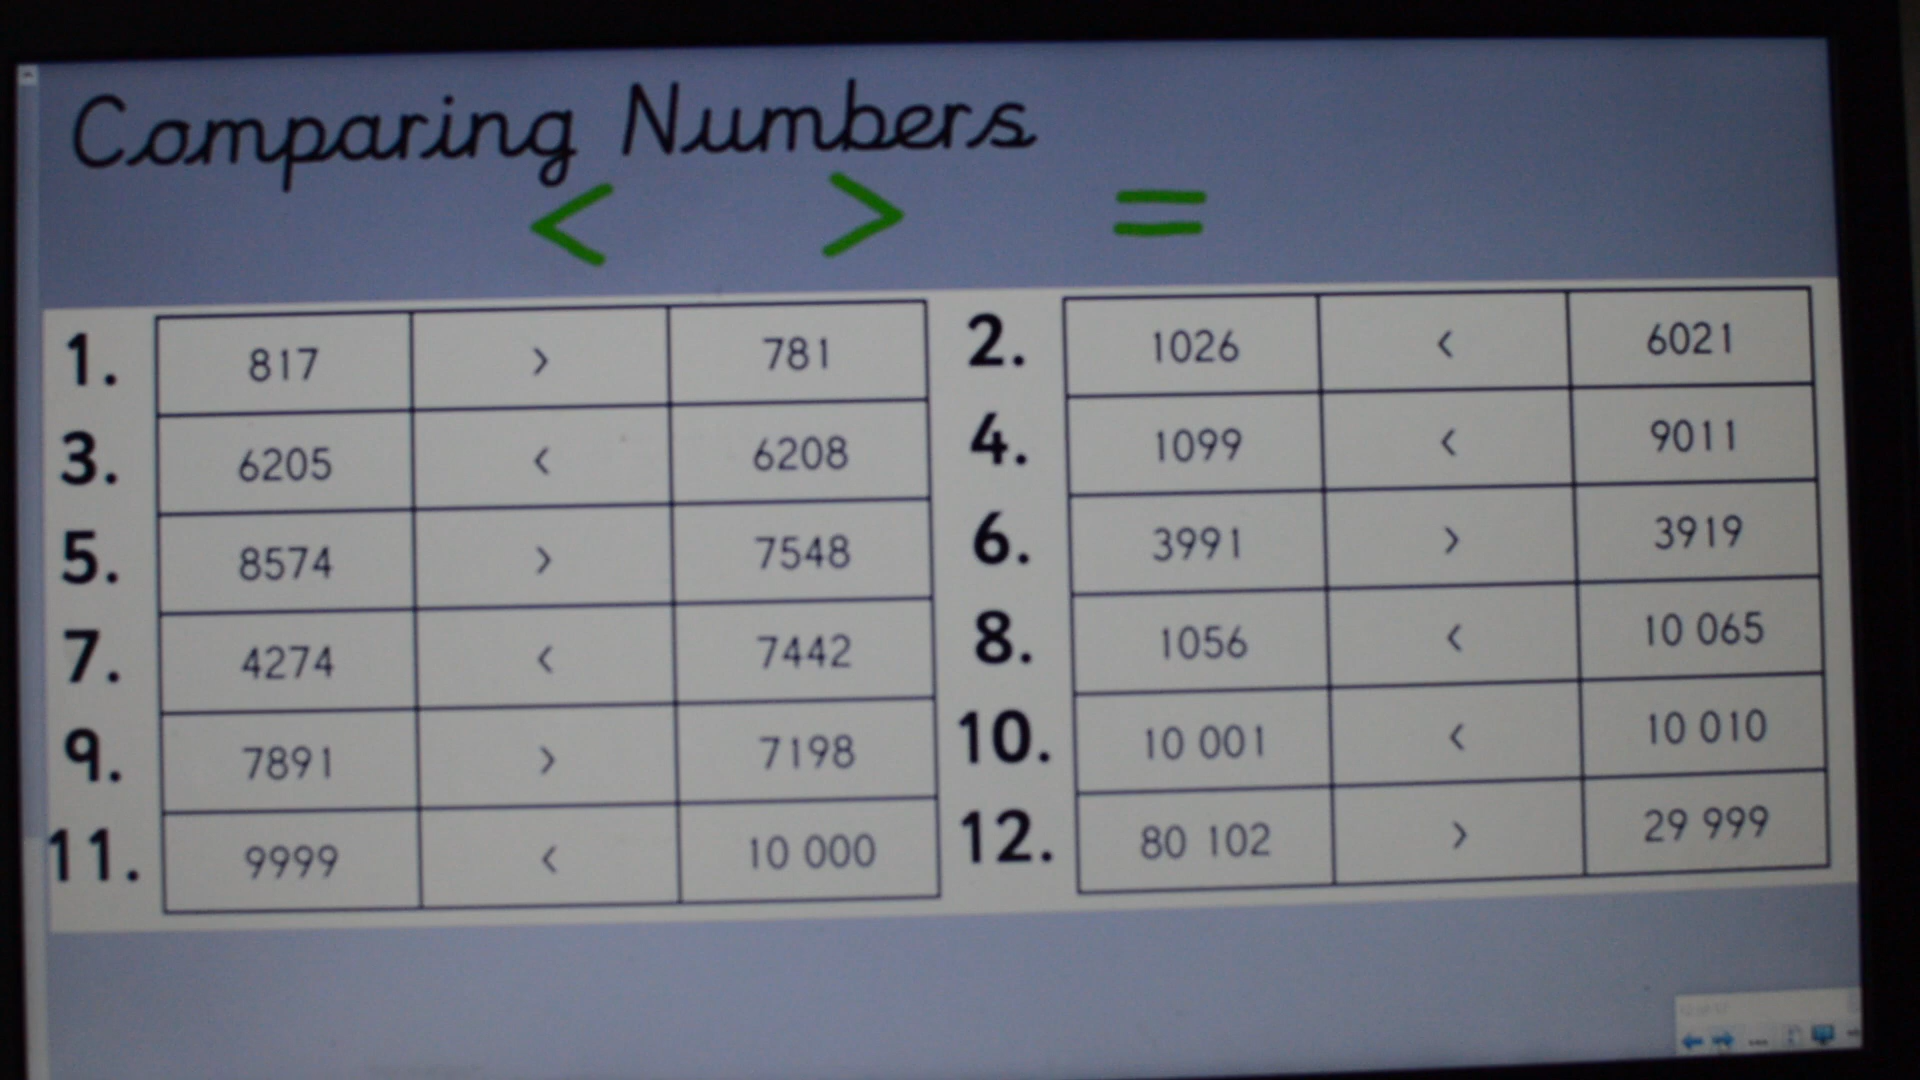 Comparing Numbers
< > =
1. 817 > 781 2. 1026 < 6021
3. 6205 < 6208 4. 1099 < 9011
5. 8574 > 7548 6. 3991 > 3919
7. 4274 < 7442 8. 1056 < 10 065
9. 7891 > 7198 10. 10 001 < 10 010
11. 9999 < 10 000 12. 80 102 > 29 999